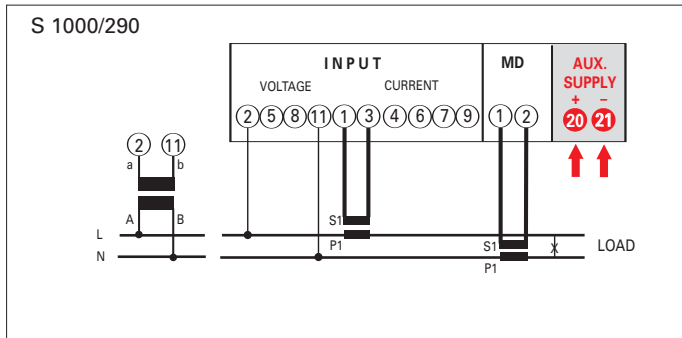 S 1000/290
INPUT
MD
AUX.
SUPPLY
VOLTAGE
CURRENT
+ −
2 5 8 11 1 3 4 6 7 9
1 2
20 21
2 11
a b
A B
S1
P1
L
N
S1
P1
X
LOAD